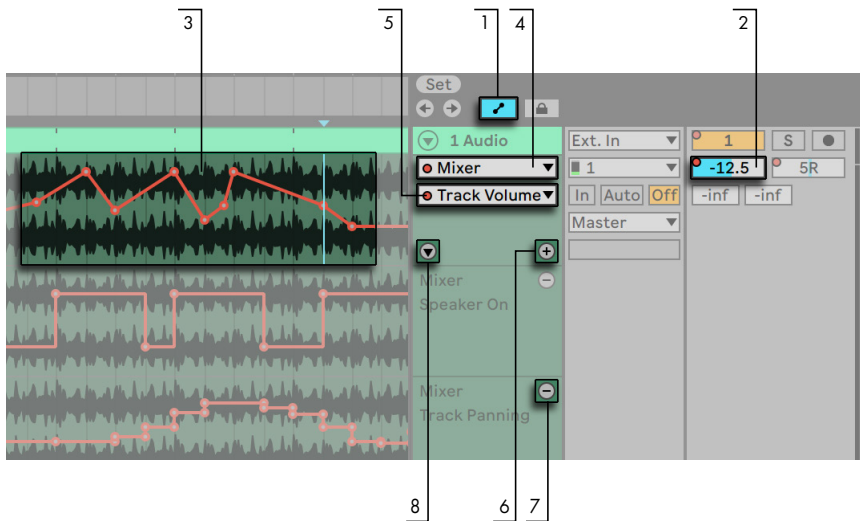 3 5 1 4 2
Set
1 Audio Ext. In 1 S
Mixer 1 -12.5 5R
Track Volume In Auto Off -inf -inf
Master
Mixer
Speaker On
Mixer
Track Panning
8 6 7